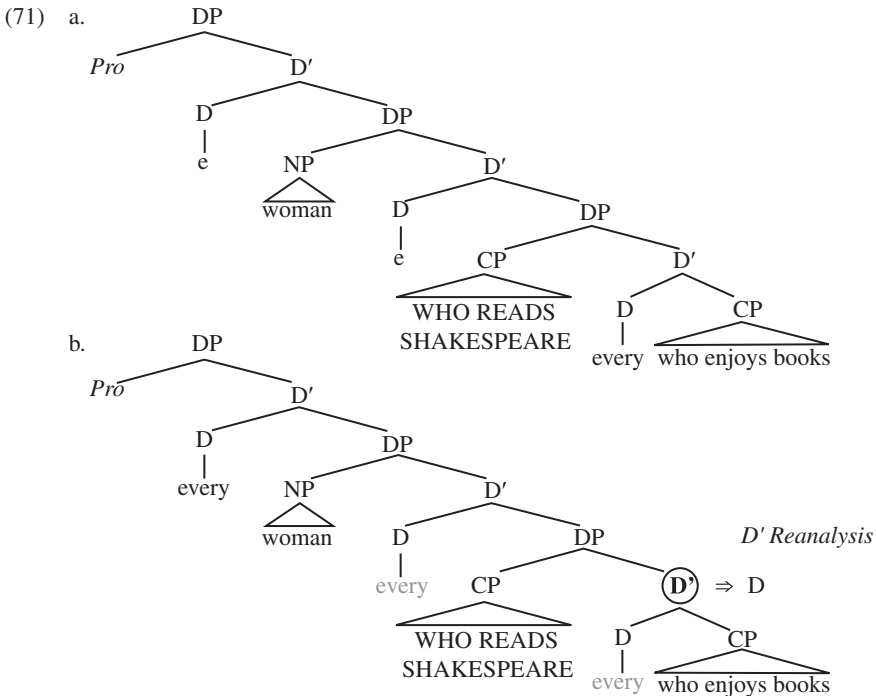 (71) a. DP
Pro D′
D DP
e NP D′
woman D DP
e CP D′
WHO READS SHAKESPEARE D CP
every who enjoys books
b. DP
Pro D′
D DP
every NP D′
woman D DP D′ Reanalysis
every CP D’ ⇒ D
WHO READS SHAKESPEARE D CP
every who enjoys books